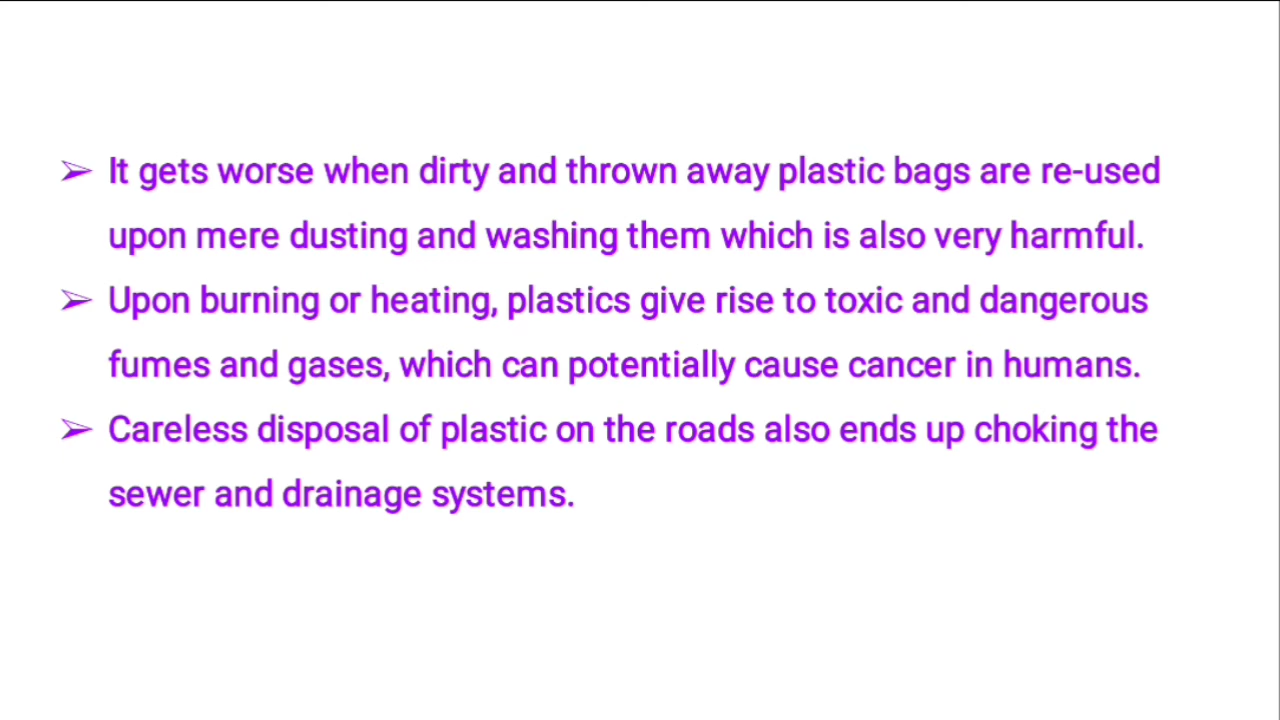 ➢ It gets worse when dirty and thrown away plastic bags are re-used
upon mere dusting and washing them which is also very harmful.
➢ Upon burning or heating, plastics give rise to toxic and dangerous
fumes and gases, which can potentially cause cancer in humans.
➢ Careless disposal of plastic on the roads also ends up choking the
sewer and drainage systems.